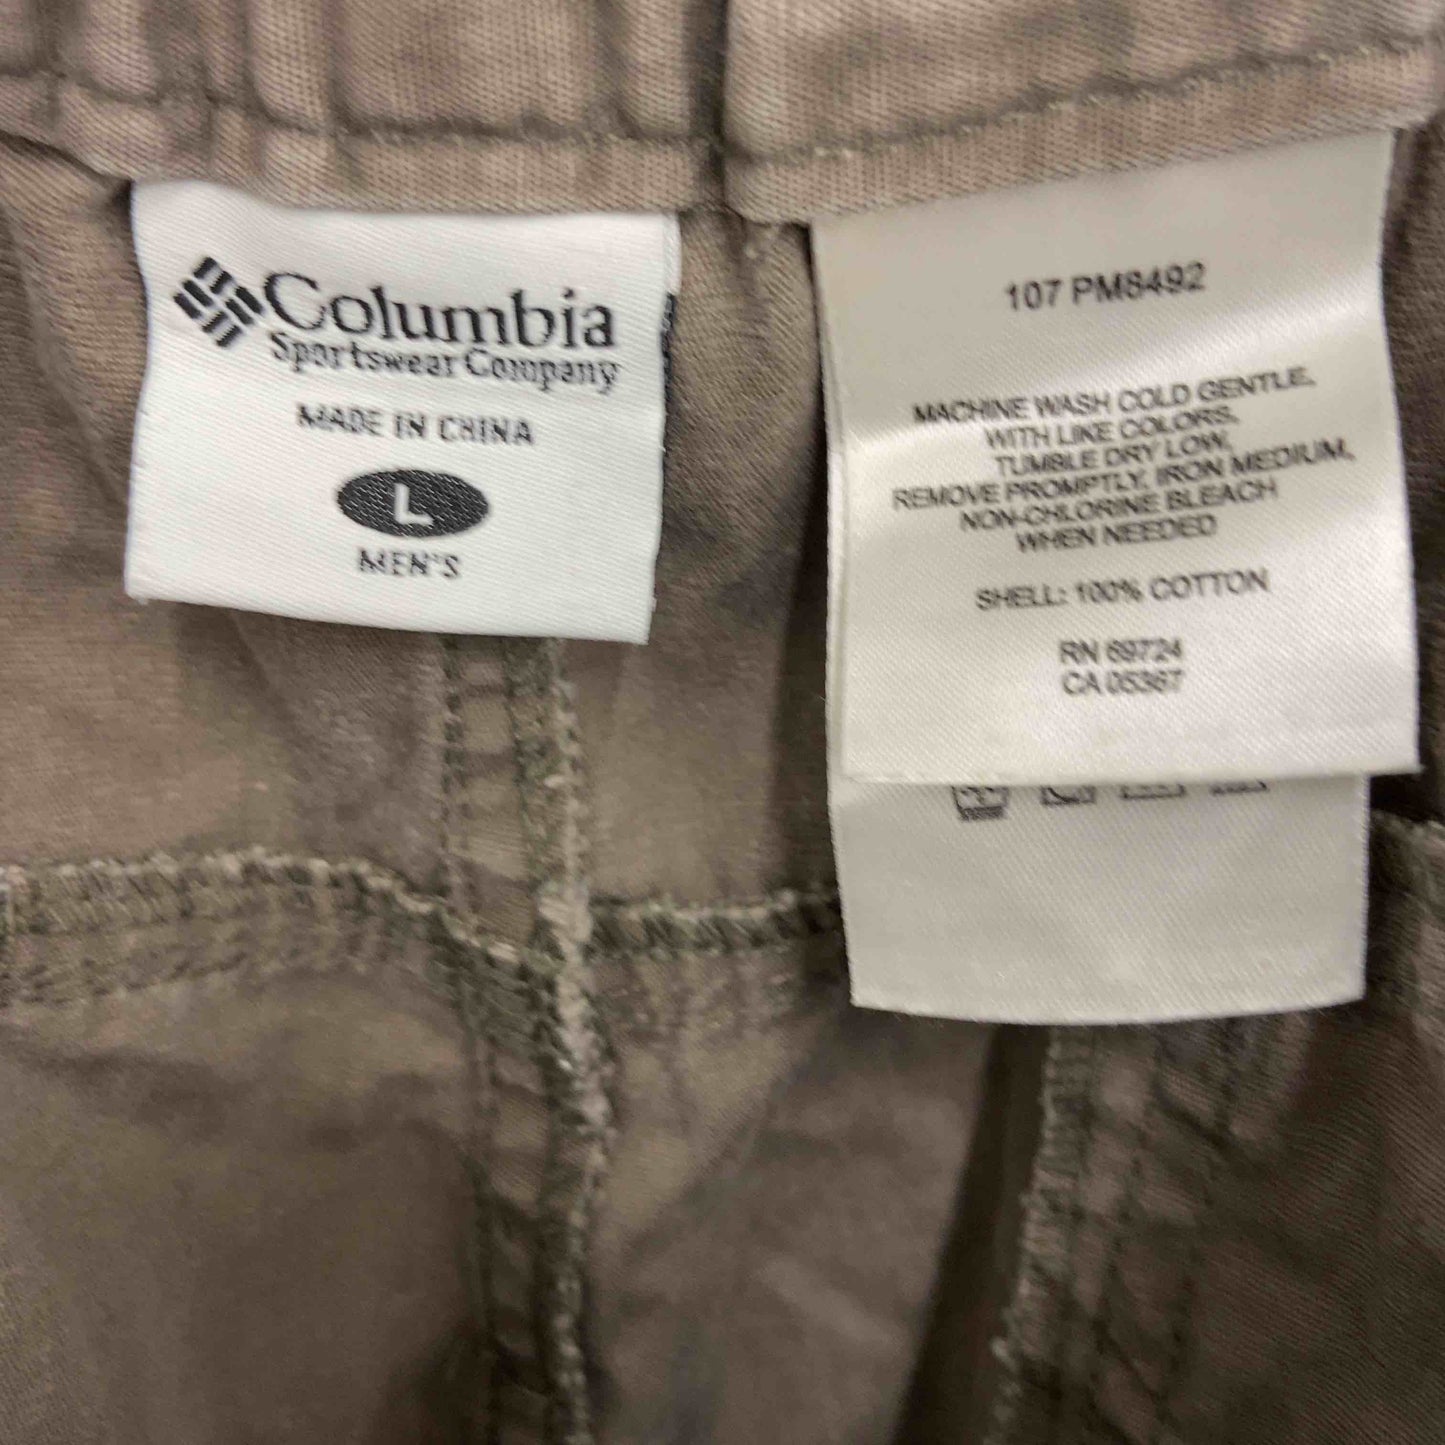 Columbia
Sportswear Company
MADE IN CHINA
L
MEN'S
107 PM8492
MACHINE WASH COLD GENTLE,
WITH LIKE COLORS,
TUMBLE DRY LOW,
REMOVE PROMPTLY, IRON MEDIUM,
NON-CHLORINE BLEACH
WHEN NEEDED
SHELL: 100% COTTON
RN 69724
CA 05367